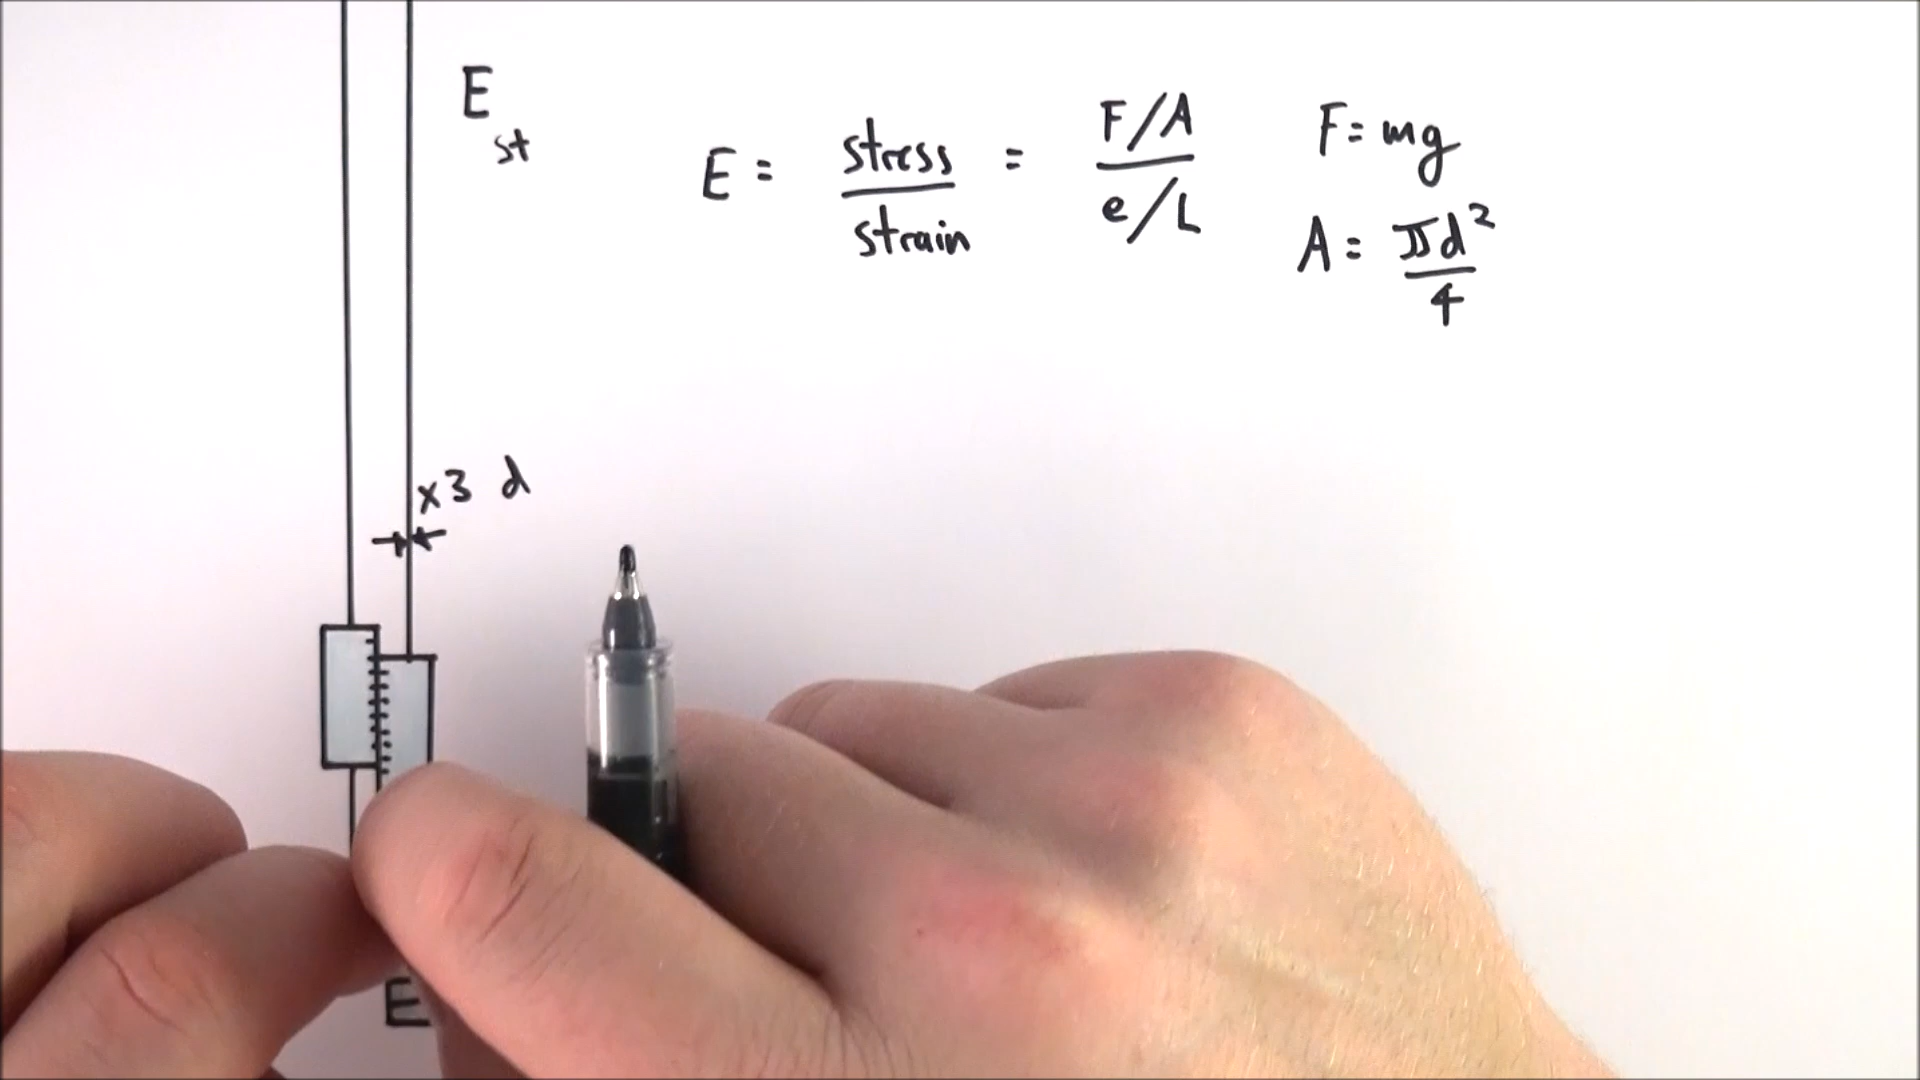 E st
E = stress / strain = F/A / e/L
F = mg
A = πd² / 4
x3 d